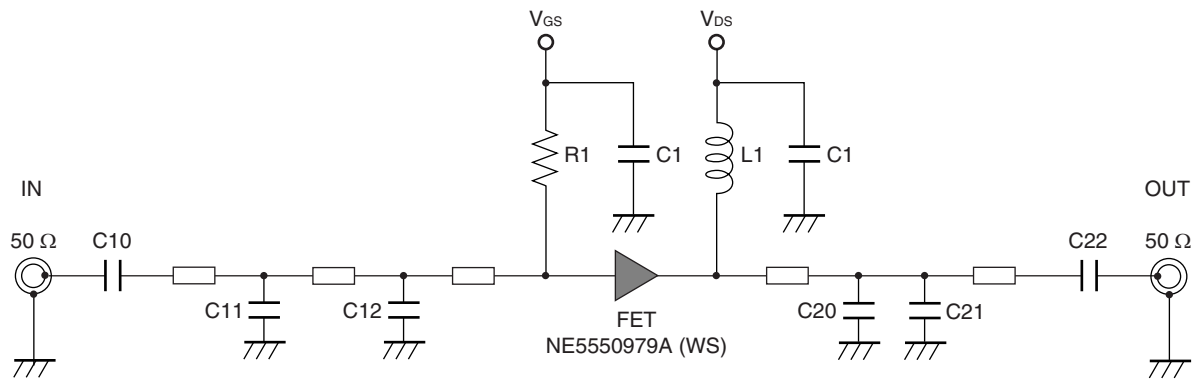 VGS
VDS
R1
C1
L1
C1
IN
OUT
50 Ω
C10
C22
50 Ω
C11
C12
C20
C21
FET
NE5550979A (WS)